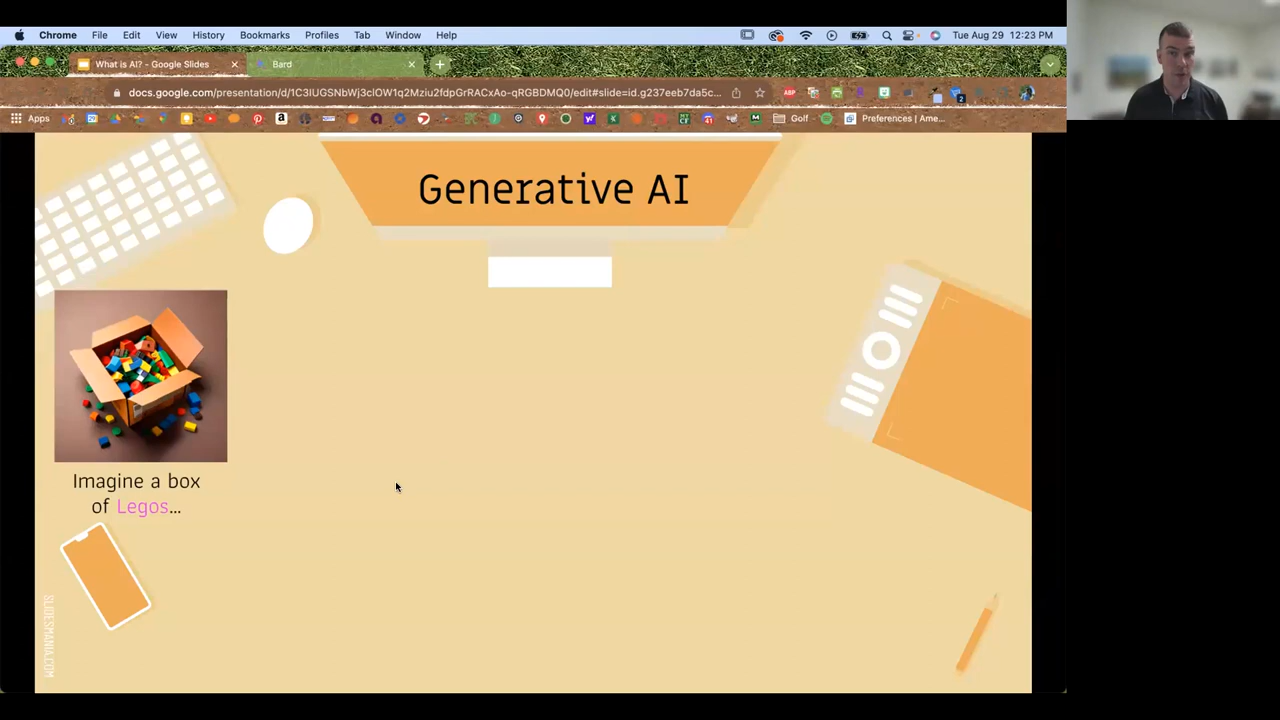 Chrome File Edit View History Bookmarks Profiles Tab Window Help Tue Aug 29 12:23 PM
What is AI? - Google Slides Bard
docs.google.com/presentation/d/1C3IUGSNbWj3clOW1q2Mziu2fdpGrRACxAo-qRGBDMQ0/edit#slide=id.g237eeb7da5c...
Apps Golf Preferences | Ame...
Generative AI
Imagine a box
of Legos...
SLIDESMANIA.COM